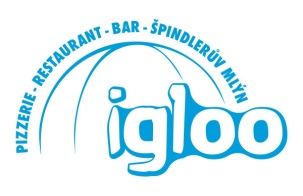 PIZZERIE - RESTAURANT - BAR - ŠPINDLERŮV MLÝN
igloo